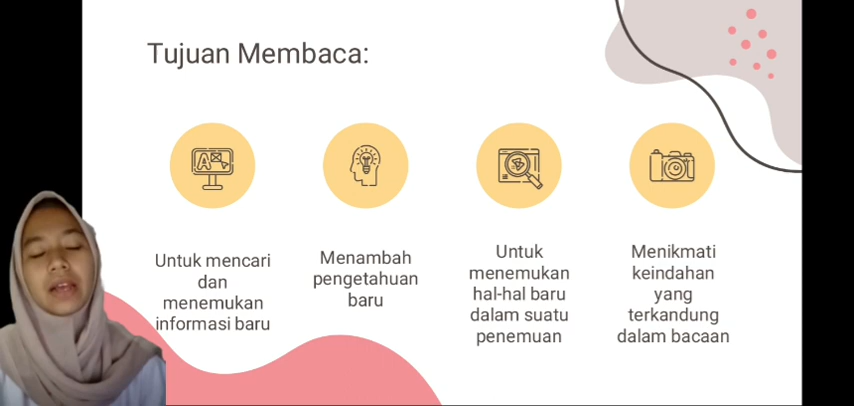 Tujuan Membaca:
Untuk mencari
dan
menemukan
informasi baru
Menambah
pengetahuan
baru
Untuk
menemukan
hal-hal baru
dalam suatu
penemuan
Menikmati
keindahan
yang
terkandung
dalam bacaan